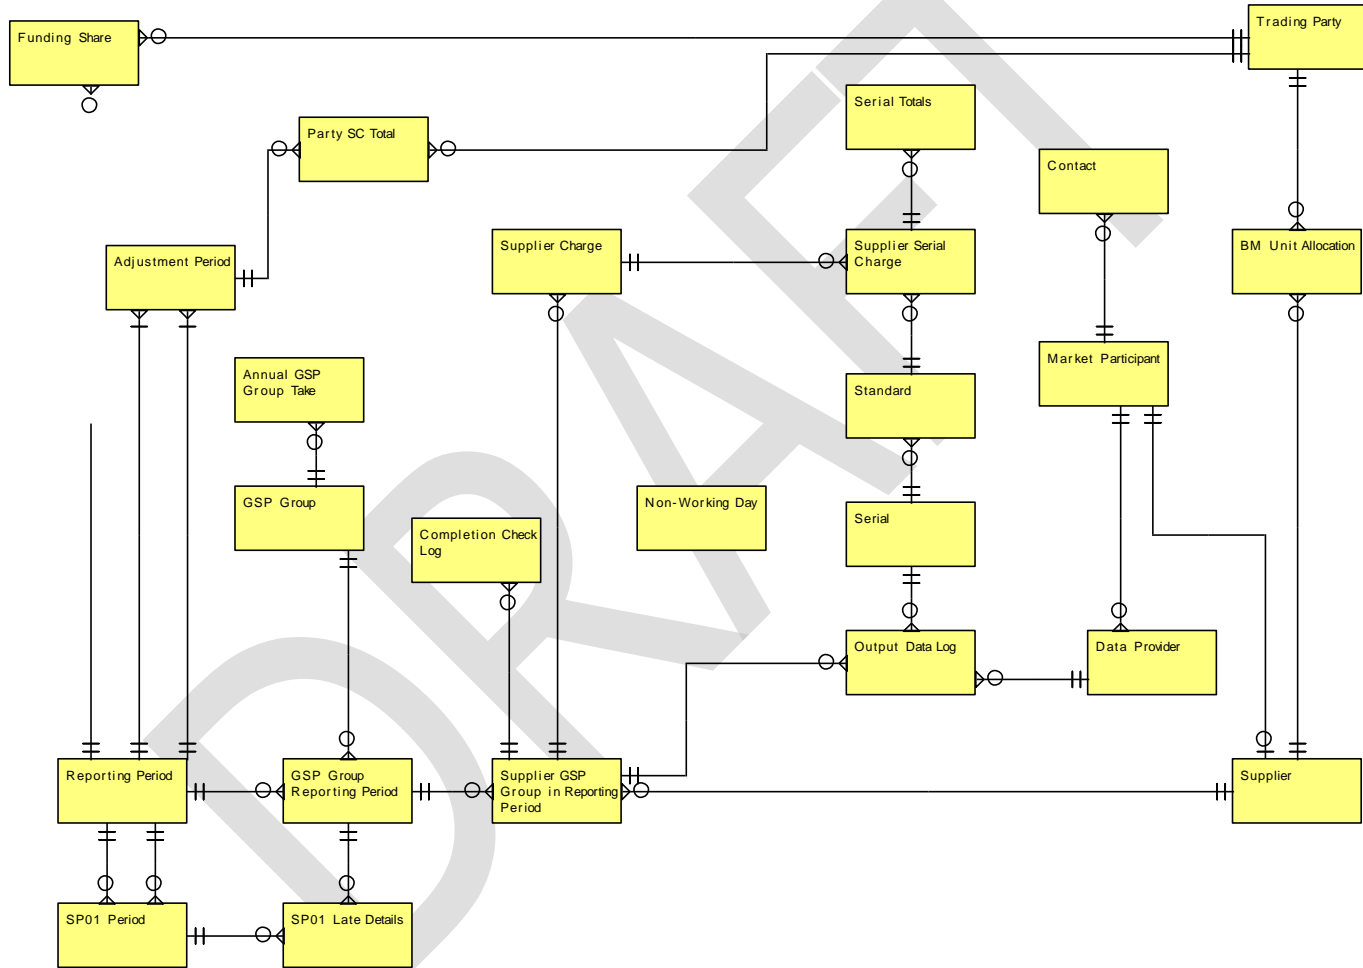 Trading Party
Funding Share
Serial Totals
Party SC Total
Contact
Supplier Charge
Supplier Serial
Charge
BM Unit Allocation
Adjustment Period
Market Participant
Annual GSP
Group Take
Standard
GSP Group
Non-Working Day
Serial
Completion Check
Log
Output Data Log
Data Provider
Reporting Period
GSP Group
Reporting Period
Supplier GSP
Group in Reporting
Period
Supplier
SP01 Period
SP01 Late Details
DRAFT